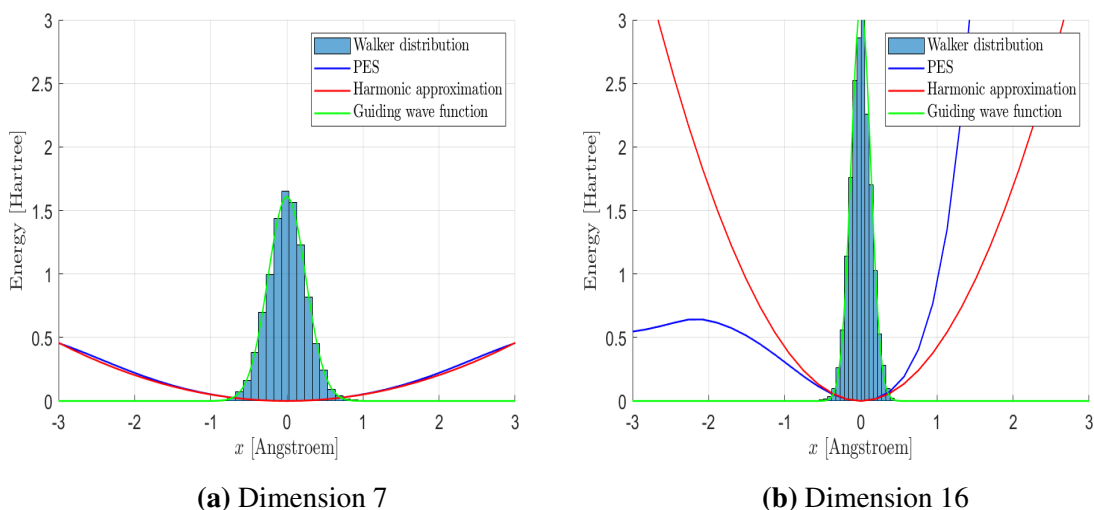 3
2.5
2
1.5
1
0.5
0
Energy [Hartree]
-3 -2 -1 0 1 2 3
x [Angstroem]
Walker distribution
PES
Harmonic approximation
Guiding wave function
(a) Dimension 7
3
2.5
2
1.5
1
0.5
0
Energy [Hartree]
-3 -2 -1 0 1 2 3
x [Angstroem]
Walker distribution
PES
Harmonic approximation
Guiding wave function
(b) Dimension 16